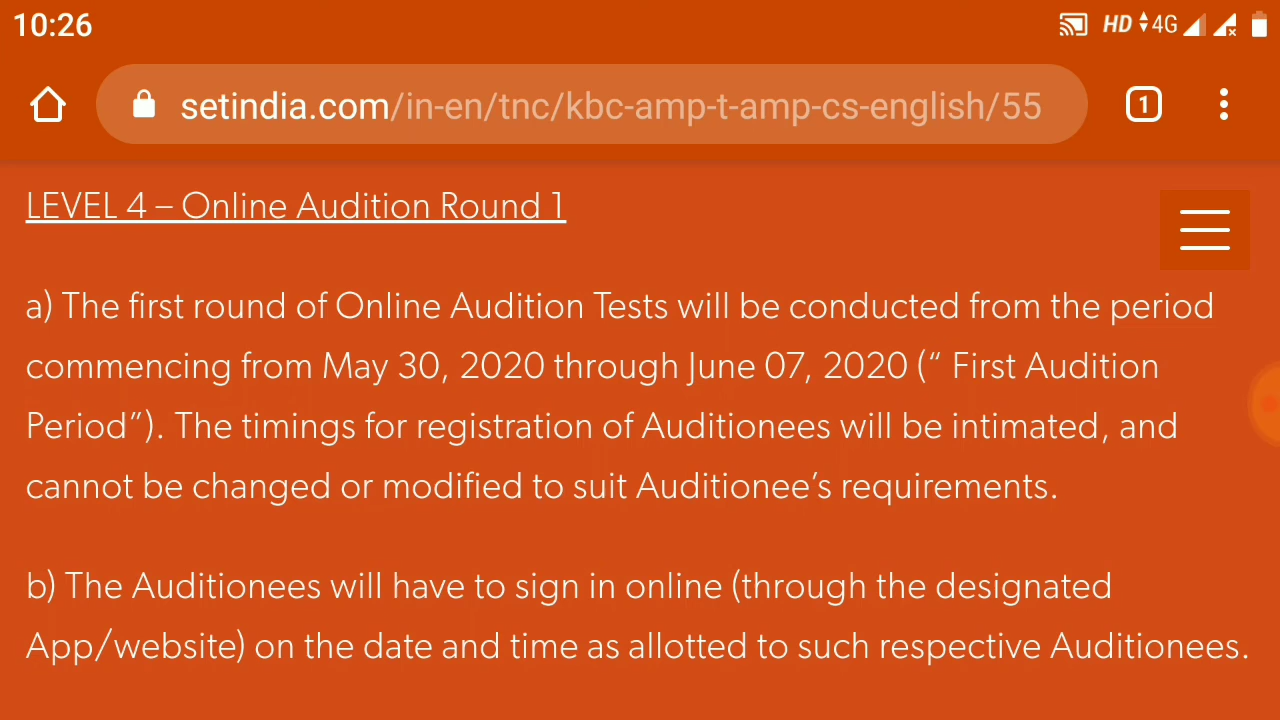 10:26
HD 4G
setindia.com/in-en/tnc/kbc-amp-t-amp-cs-english/55
1
LEVEL 4 – Online Audition Round 1
a) The first round of Online Audition Tests will be conducted from the period
commencing from May 30, 2020 through June 07, 2020 (“ First Audition
Period”). The timings for registration of Auditionees will be intimated, and
cannot be changed or modified to suit Auditionee’s requirements.
b) The Auditionees will have to sign in online (through the designated
App/website) on the date and time as allotted to such respective Auditionees.